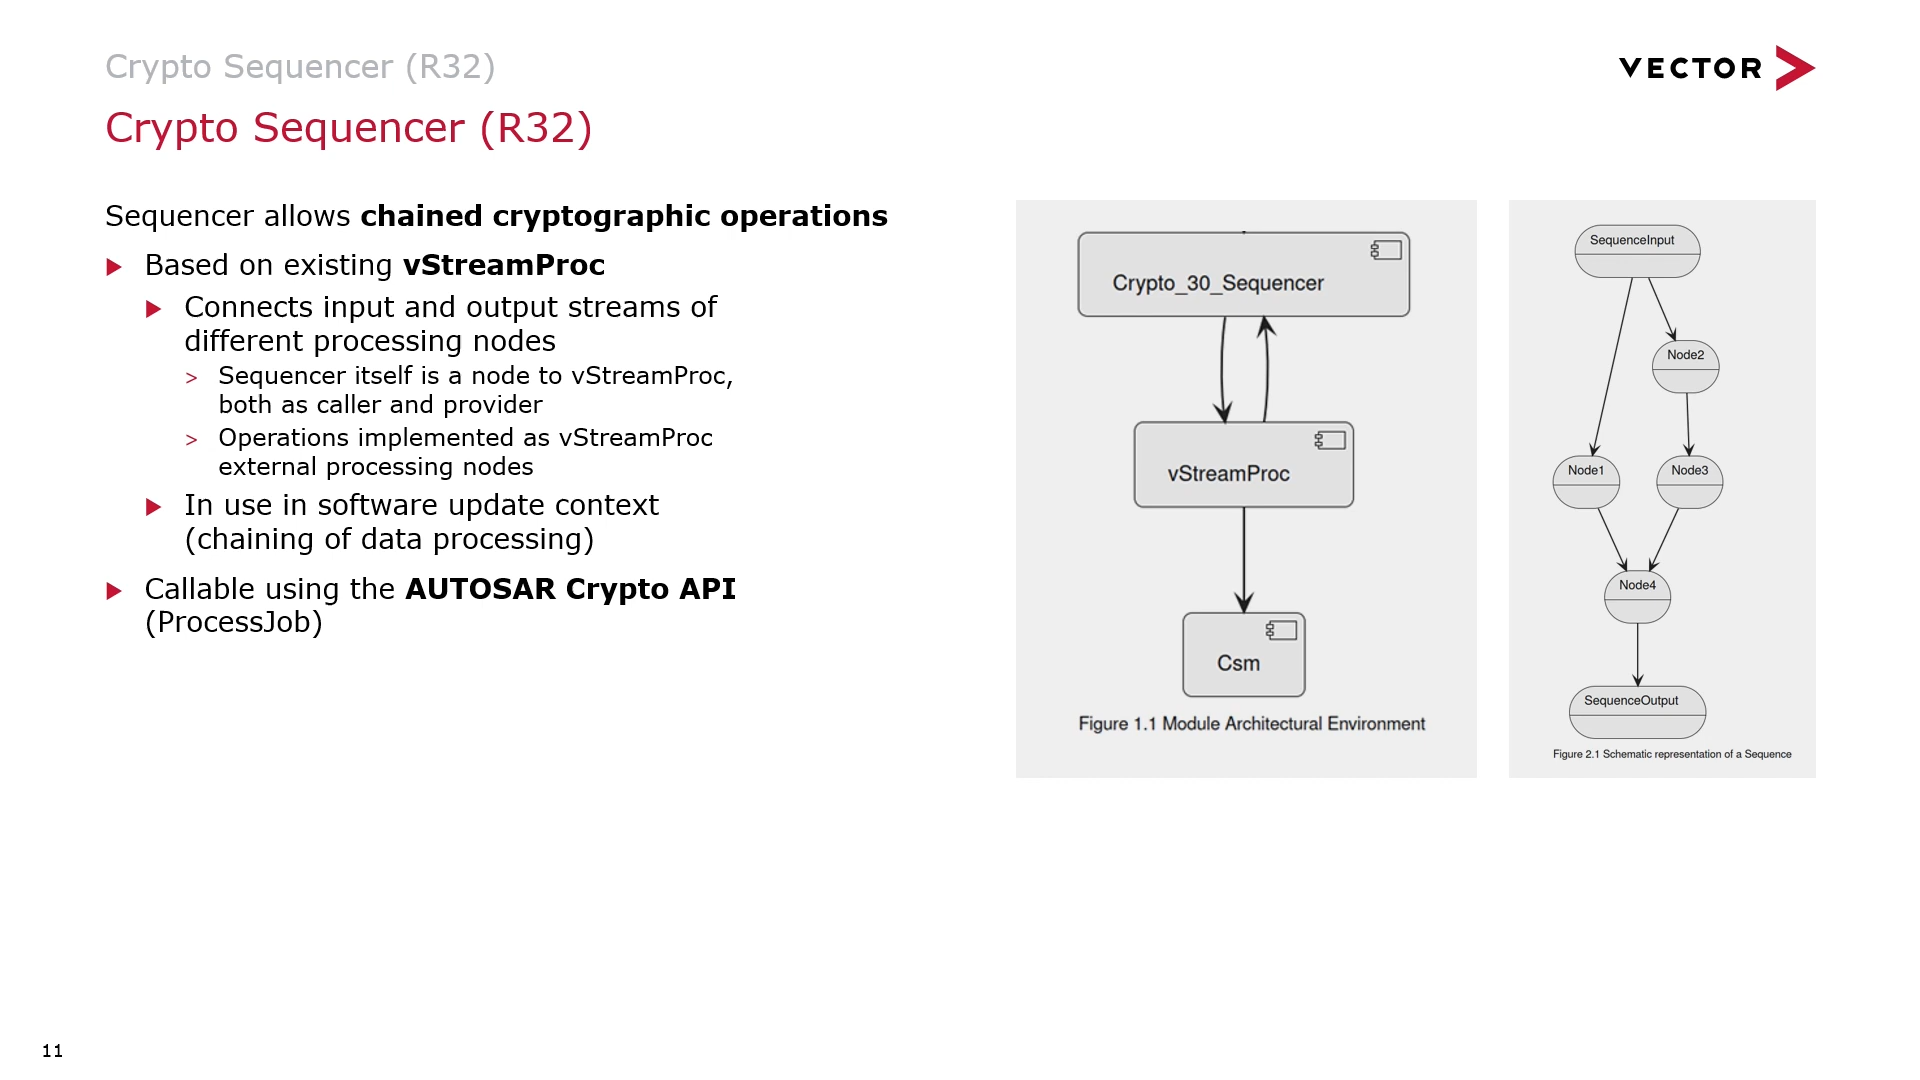 Crypto Sequencer (R32)
VECTOR
Crypto Sequencer (R32)
Sequencer allows chained cryptographic operations
Based on existing vStreamProc
Connects input and output streams of
different processing nodes
> Sequencer itself is a node to vStreamProc,
both as caller and provider
> Operations implemented as vStreamProc
external processing nodes
In use in software update context
(chaining of data processing)
Callable using the AUTOSAR Crypto API
(ProcessJob)
Crypto_30_Sequencer
vStreamProc
Csm
Figure 1.1 Module Architectural Environment
SequenceInput
Node2
Node1
Node3
Node4
SequenceOutput
Figure 2.1 Schematic representation of a Sequence
11